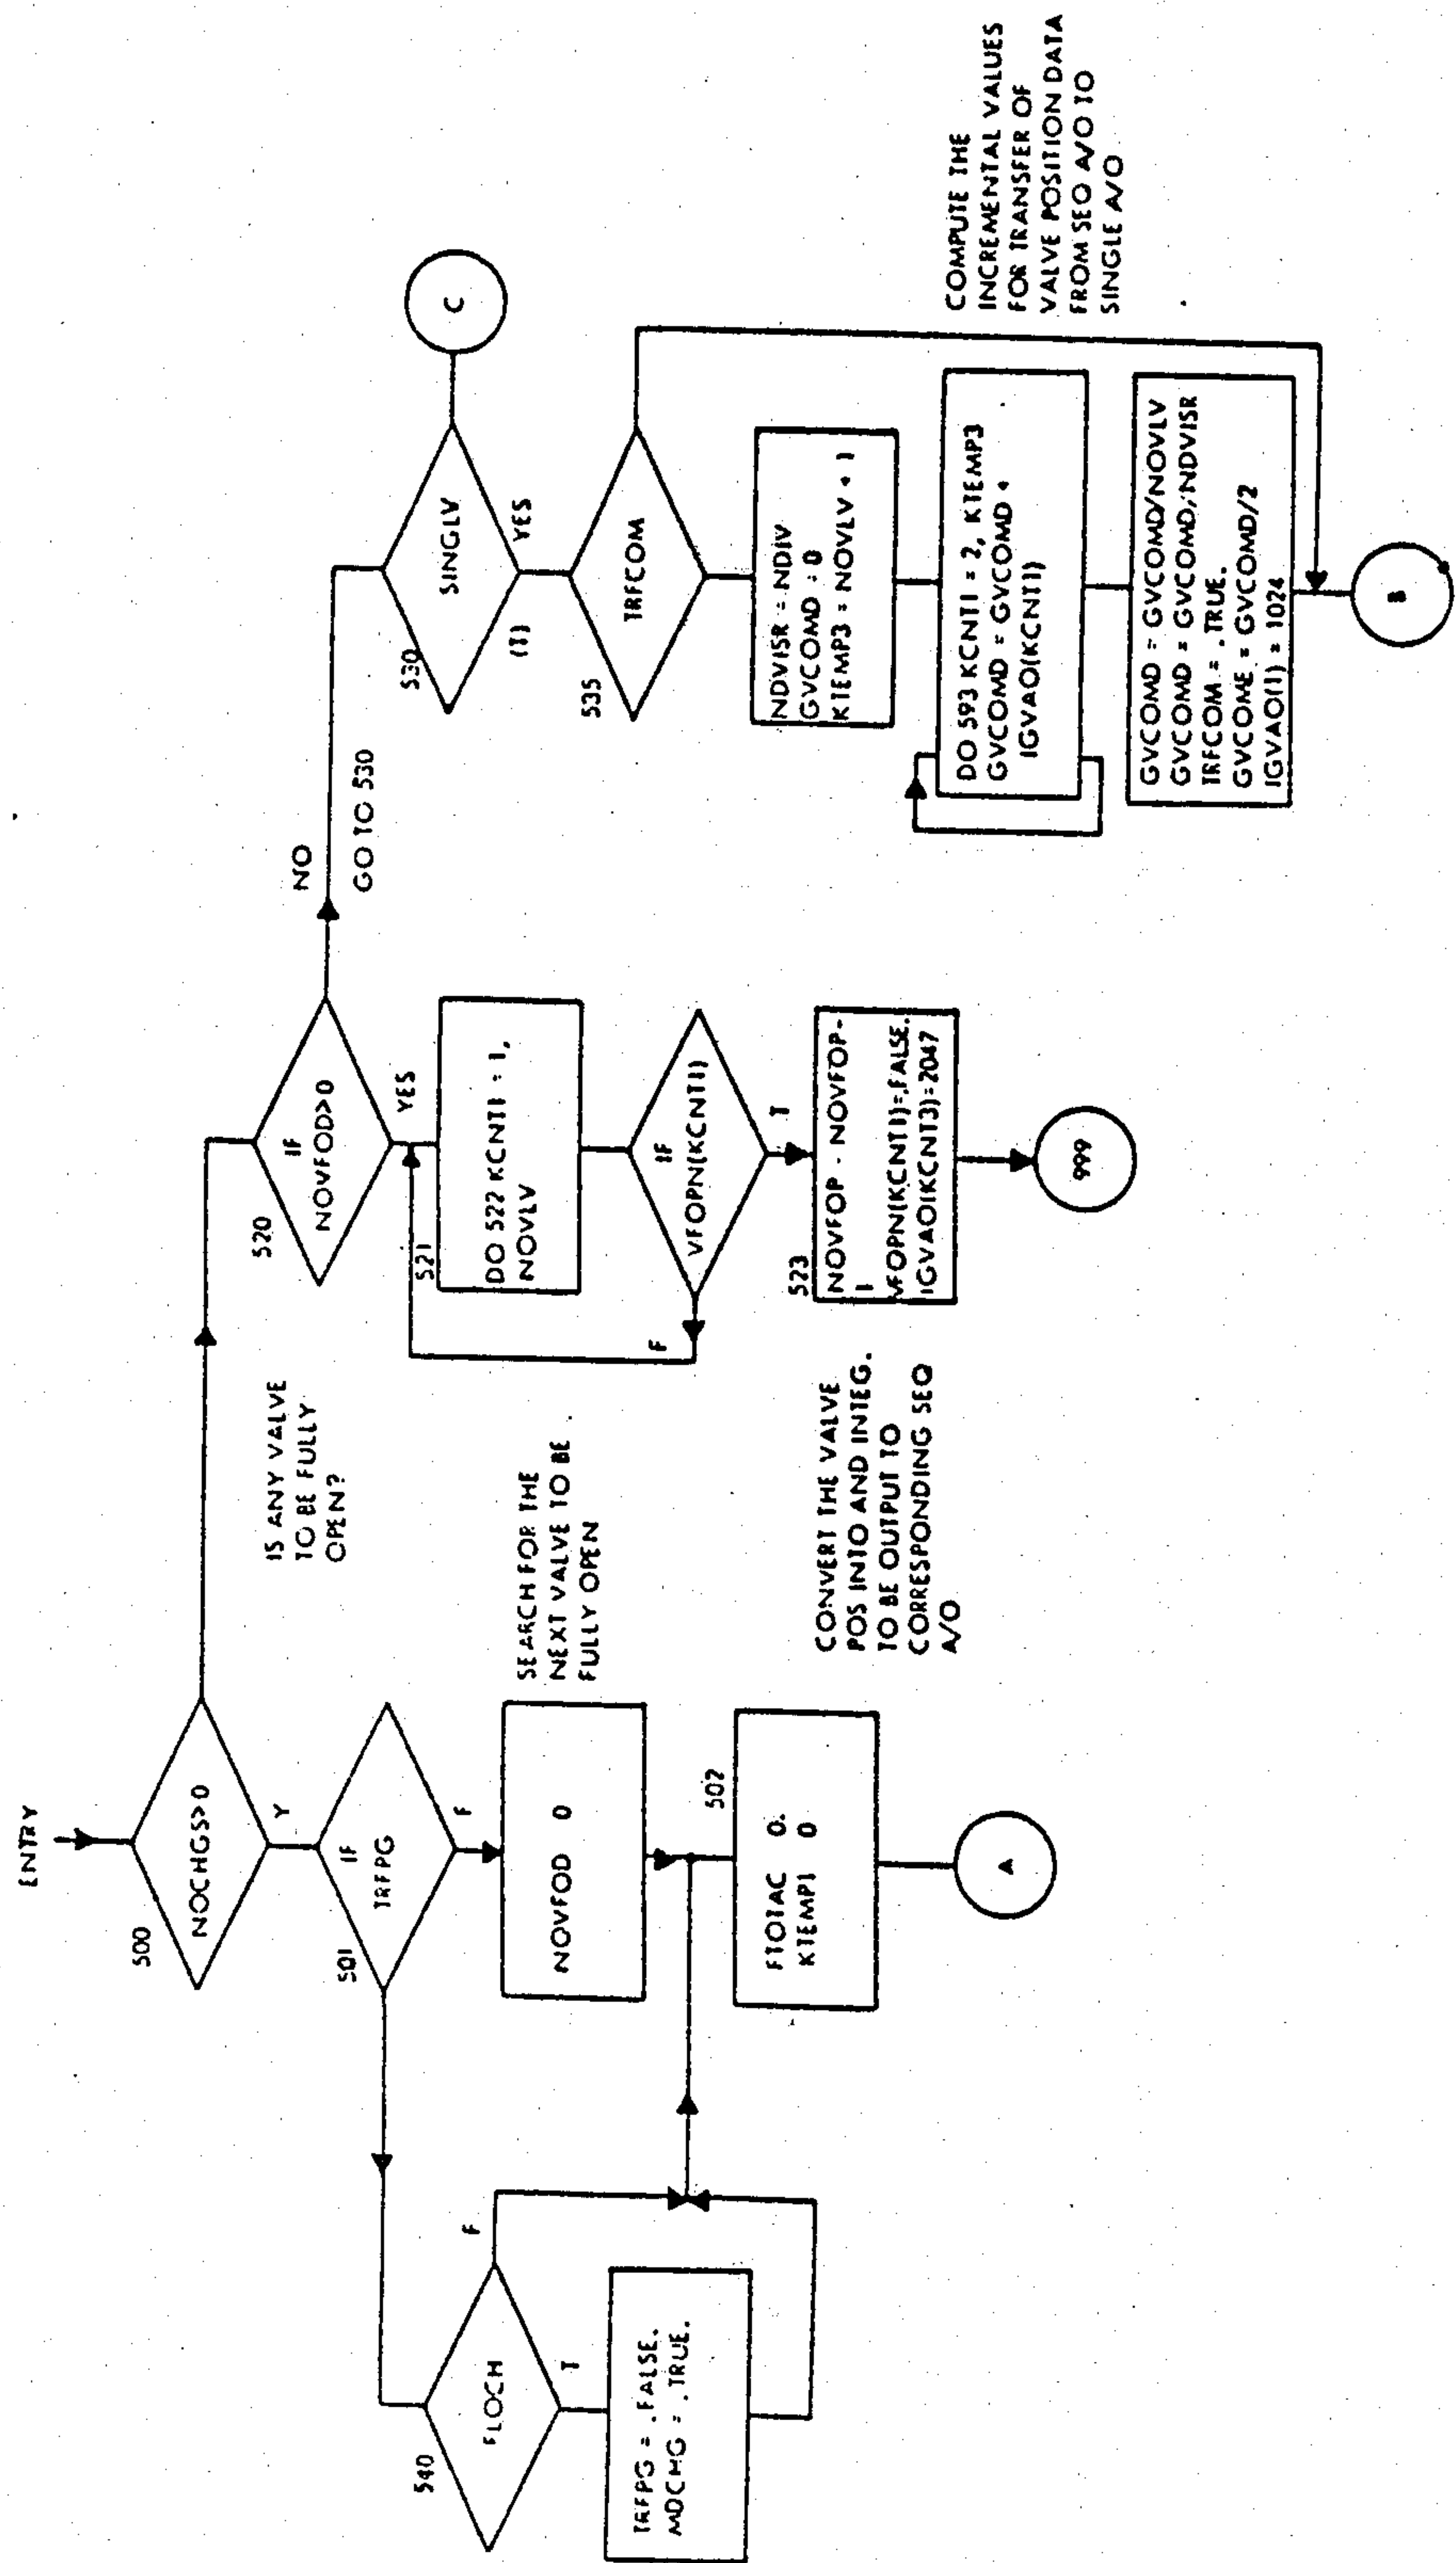 ENTRY
500
NOCHGS>0
Y
501
IF
TRFPG
F
NOVFOD 0
502
FTOTAC 0.
KTEMP1 0
A
540
FLOCH
F
T
TRFPG = .FALSE.
MDCHG = .TRUE.
SEARCH FOR THE
NEXT VALVE TO BE
FULLY OPEN
IS ANY VALVE
TO BE FULLY
OPEN?
520
IF
NOVFOD>0
YES
NO
GO TO 530
521
DO 522 KCNT1 = 1,
NOVLV
IF
VFOPN(KCNT1)
F
T
523
NOVFOP - NOVFOP-
1
VFOPN(KCNT1)=.FALSE.
IGVAO(KCNT3)=2047
999
CONVERT THE VALVE
POS INTO AND INTEG.
TO BE OUTPUT TO
CORRESPONDING SEQ
A/O
530
SINGLV
C
YES
(T)
535
TRFCOM
NDVISR = NDIV
GVCOMD = 0
KTEMP3 = NOVLV + 1
DO 593 KCNT1 = 2, KTEMP3
GVCOMD = GVCOMD +
IGVAO(KCNT1)
GVCOMD = GVCOMD/NOVLV
GVCOMD = GVCOMD/NDVISR
TRFCOM = .TRUE.
GVCOME = GVCOMD/2
IGVAO(1) = 1024
B
COMPUTE THE
INCREMENTAL VALUES
FOR TRANSFER OF
VALVE POSITION DATA
FROM SEQ A/O TO
SINGLE A/O